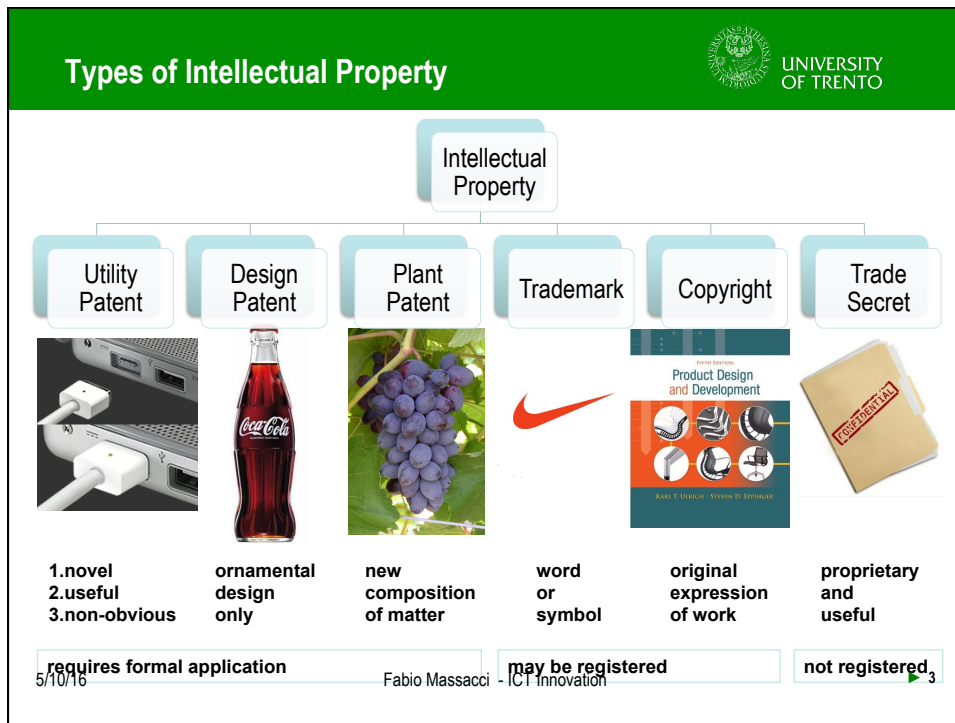 Types of Intellectual Property
UNIVERSITY
OF TRENTO
Intellectual
Property
Utility
Patent
Design
Patent
Plant
Patent
Trademark
Copyright
Trade
Secret
Coca-Cola
FIFTH EDITION
Product Design
and Development
KARL T. ULRICH · STEVEN D. EPPINGER
CONFIDENTIAL
1.novel
2.useful
3.non-obvious
ornamental
design
only
new
composition
of matter
word
or
symbol
original
expression
of work
proprietary
and
useful
requires formal application
may be registered
not registered
5/10/16
Fabio Massacci - ICT Innovation
3